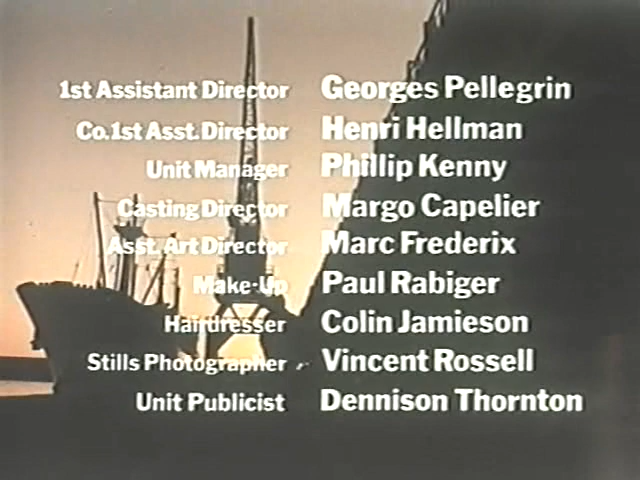 1st Assistant Director Georges Pellegrin
Co.1st Asst.Director Henri Hellman
Unit Manager Phillip Kenny
Casting Director Margo Capelier
Asst.Art Director Marc Frederix
Make-Up Paul Rabiger
Hairdresser Colin Jamieson
Stills Photographer Vincent Rossell
Unit Publicist Dennison Thornton